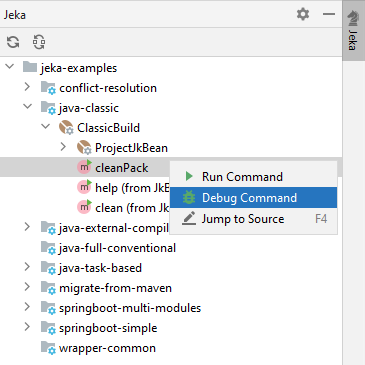 Jeka
Jeka
jeka-examples
conflict-resolution
java-classic
ClassicBuild
ProjectJkBean
cleanPack
help (from JkB
clean (from Jk
Run Command
Debug Command
Jump to Source F4
java-external-compil
java-full-conventional
java-task-based
migrate-from-maven
springboot-multi-modules
springboot-simple
wrapper-common